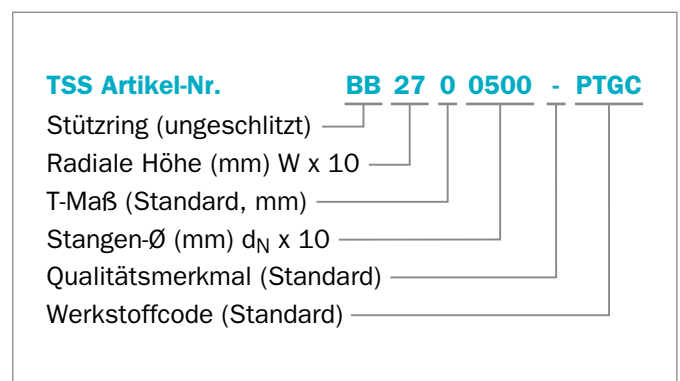 TSS Artikel-Nr. BB 27 0 0500 - PTGC
Stützring (ungeschlitzt)
Radiale Höhe (mm) W x 10
T-Maß (Standard, mm)
Stangen-Ø (mm) dN x 10
Qualitätsmerkmal (Standard)
Werkstoffcode (Standard)